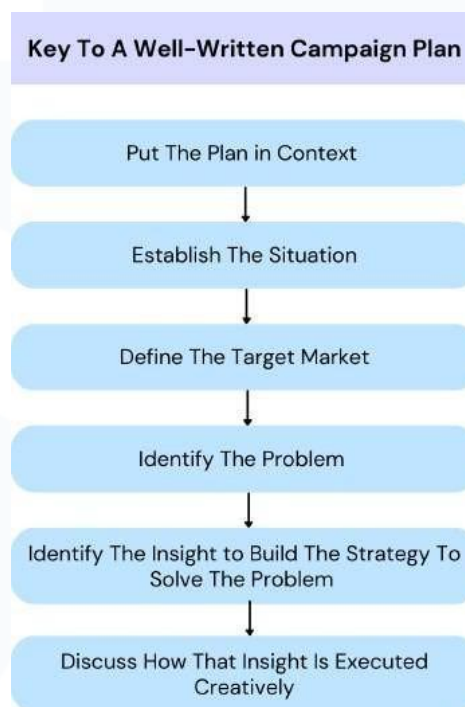 Key To A Well-Written Campaign Plan
Put The Plan in Context
Establish The Situation
Define The Target Market
Identify The Problem
Identify The Insight to Build The Strategy To
Solve The Problem
Discuss How That Insight Is Executed
Creatively